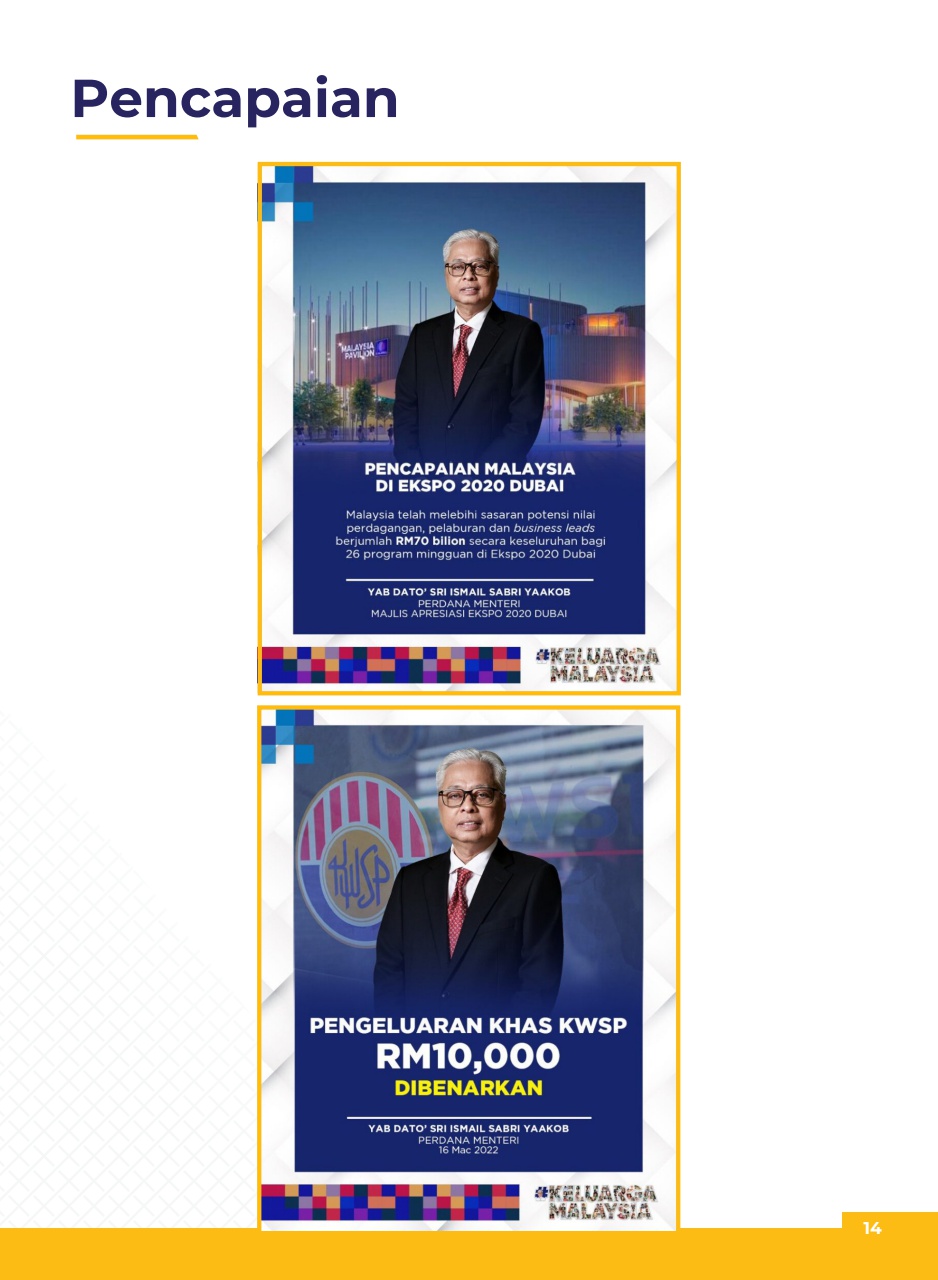 Pencapaian
MALAYSIA
PAVILION
PENCAPAIAN MALAYSIA
DI EKSPO 2020 DUBAI
Malaysia telah melebihi sasaran potensi nilai
perdagangan, pelaburan dan business leads
berjumlah RM70 bilion secara keseluruhan bagi
26 program mingguan di Ekspo 2020 Dubai
YAB DATO' SRI ISMAIL SABRI YAAKOB
PERDANA MENTERI
MAJLIS APRESIASI EKSPO 2020 DUBAI
#KELUARGA
MALAYSIA
KWSP
KWSP
PENGELUARAN KHAS KWSP
RM10,000
DIBENARKAN
YAB DATO' SRI ISMAIL SABRI YAAKOB
PERDANA MENTERI
16 Mac 2022
#KELUARGA
MALAYSIA
14